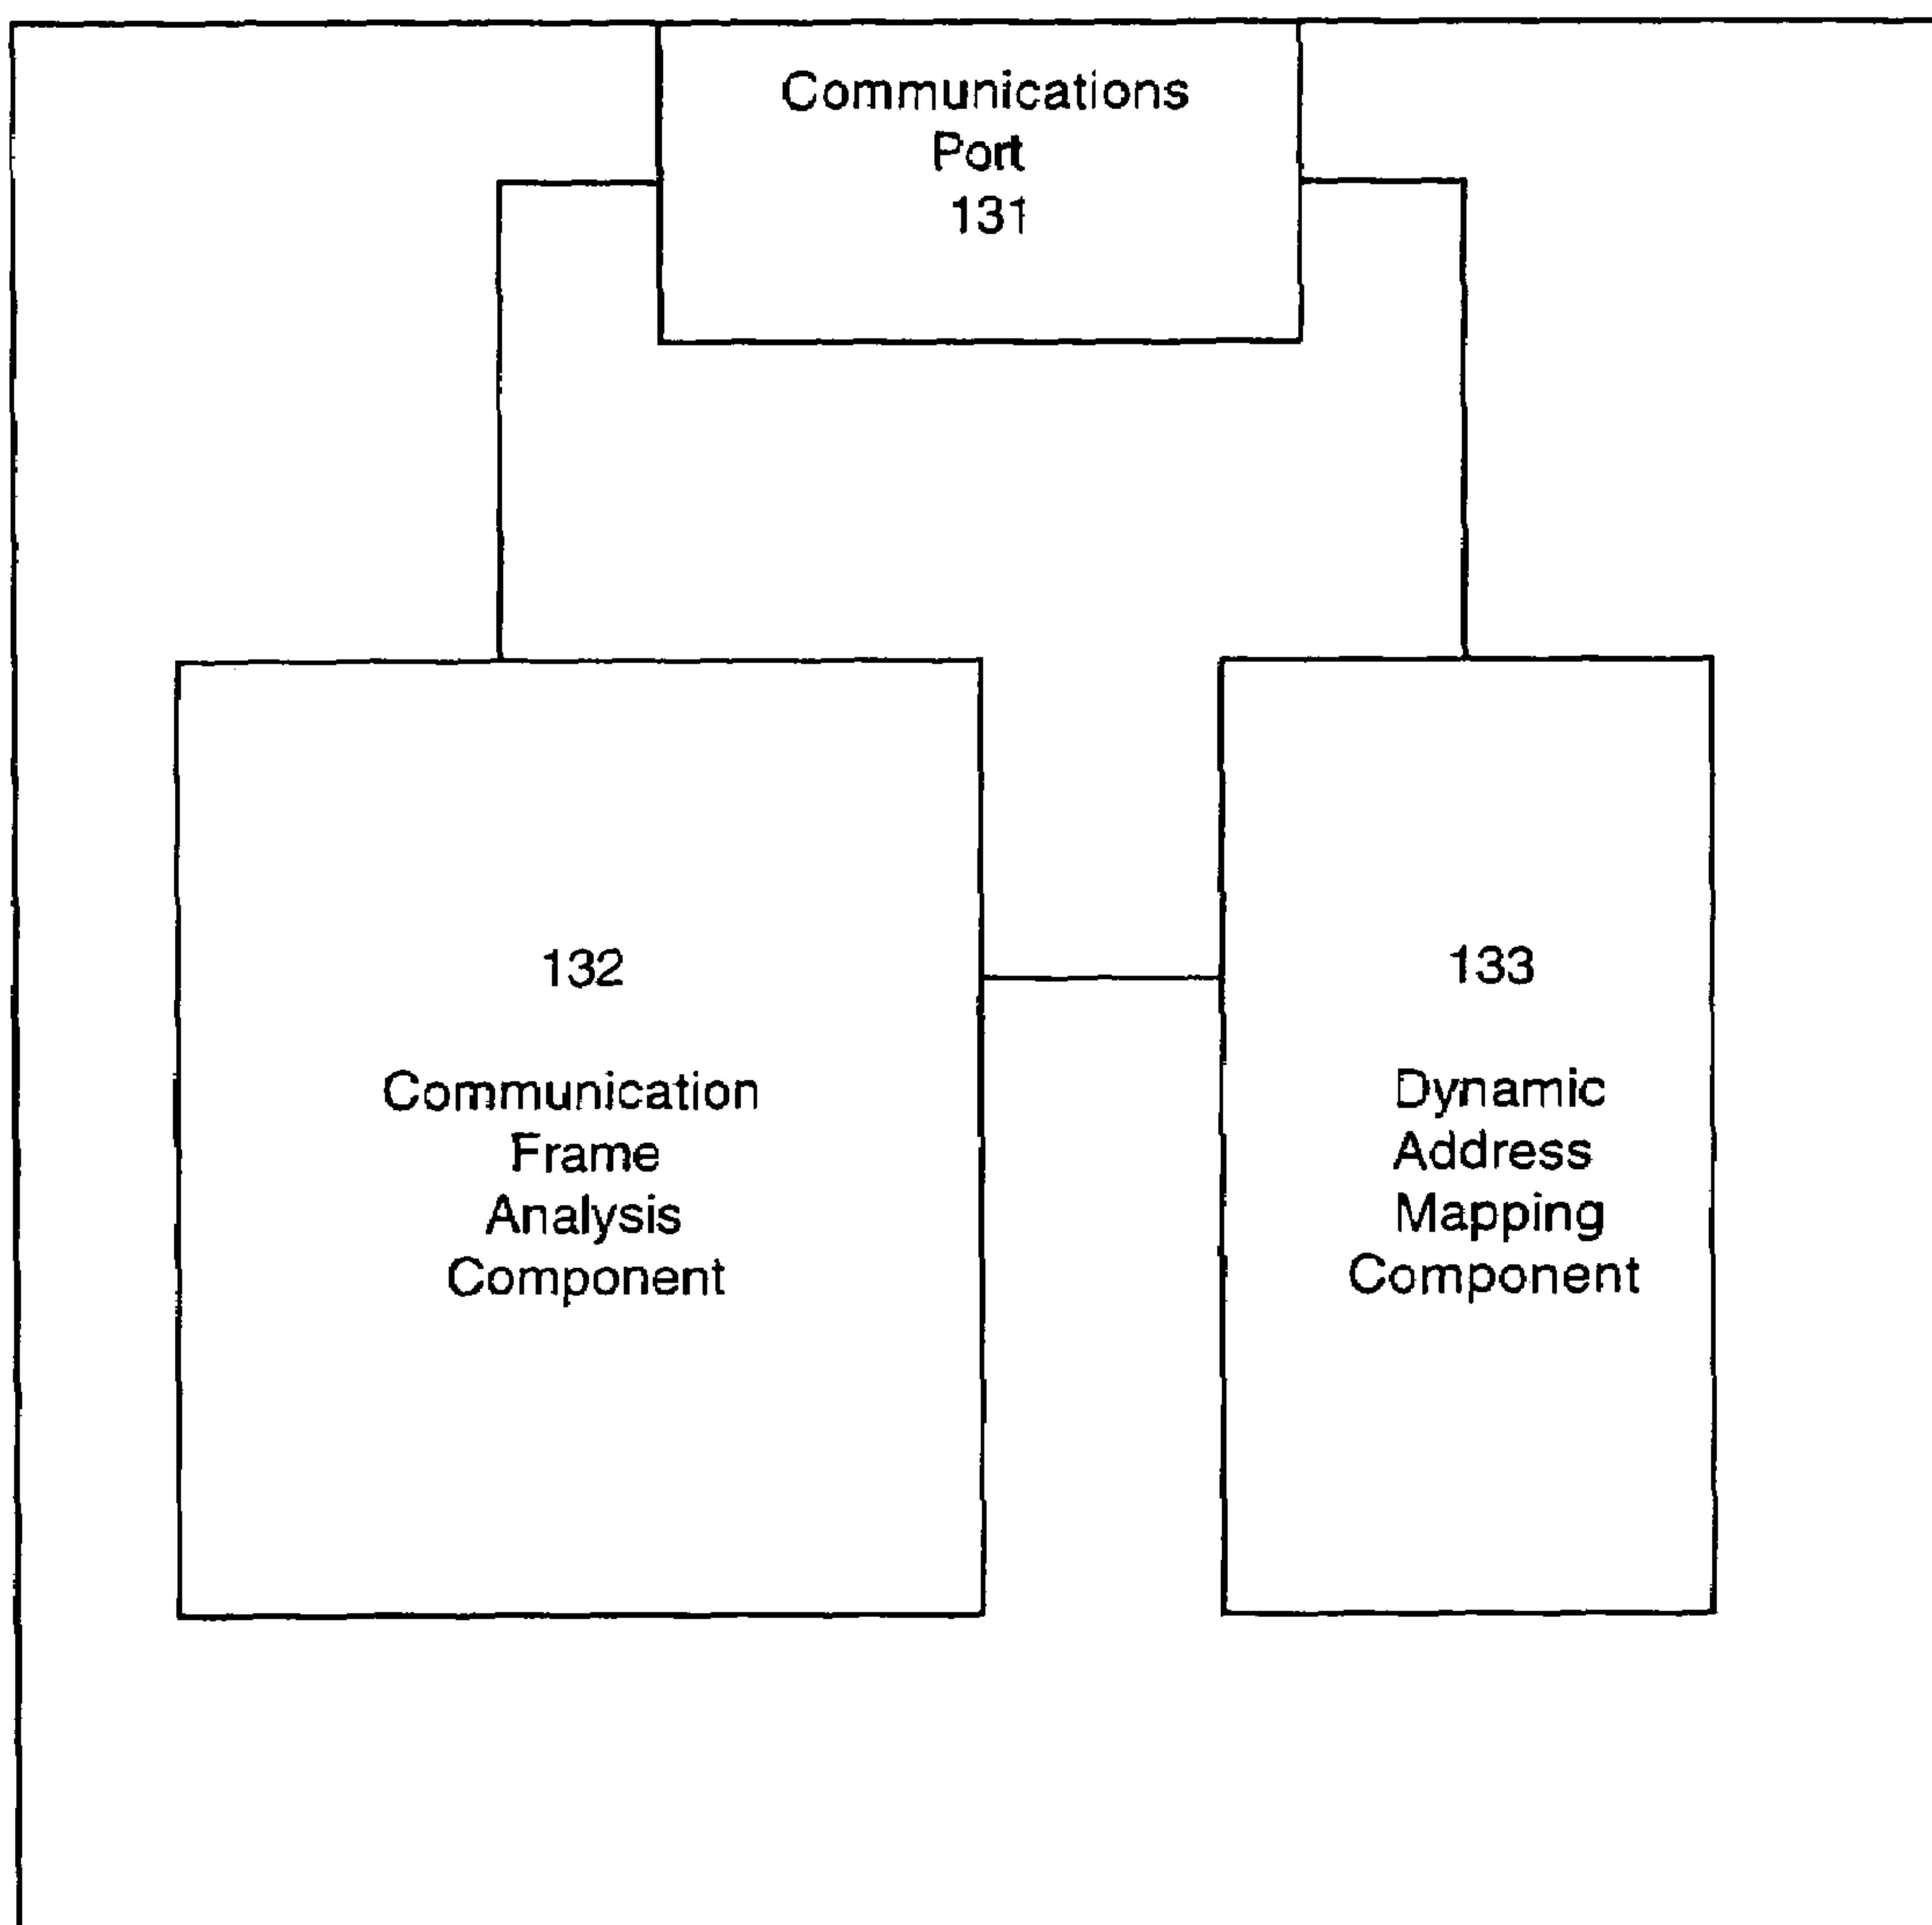 Communications
Port
131
132
Communication
Frame
Analysis
Component
133
Dynamic
Address
Mapping
Component